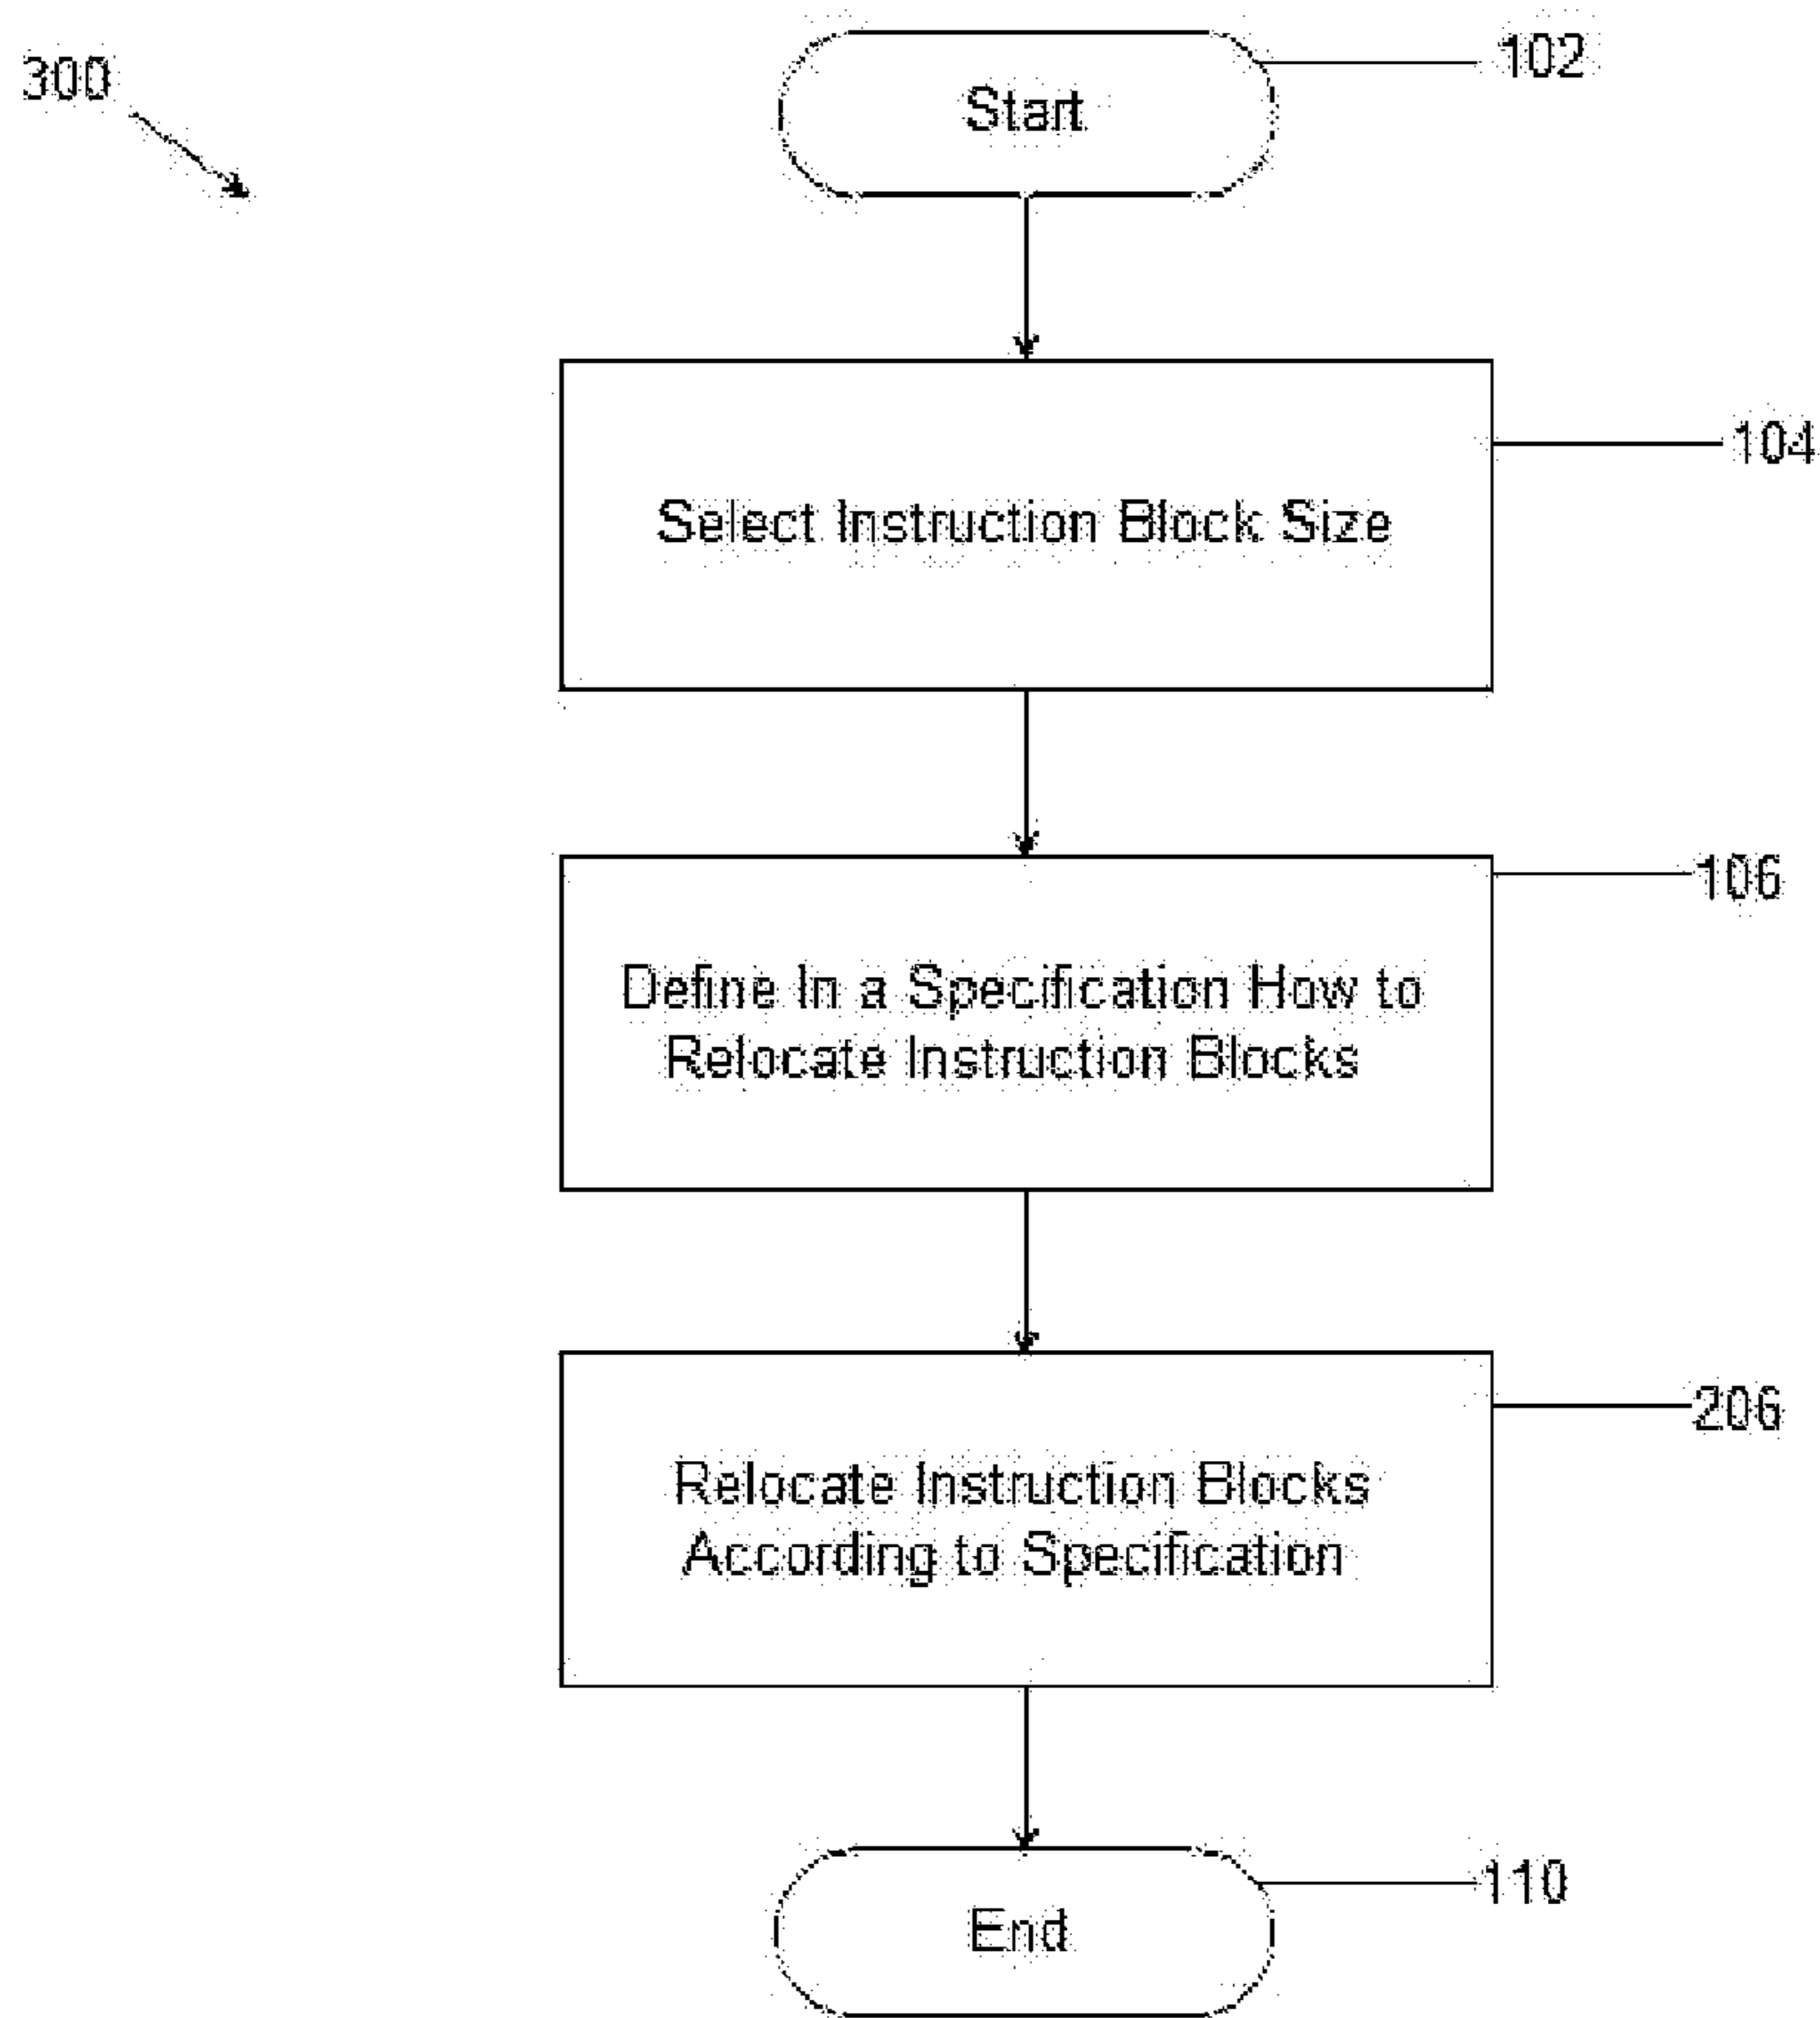 300
102
Start
104
Select Instruction Block Size
106
Define In a Specification How to
Relocate Instruction Blocks
206
Relocate Instruction Blocks
According to Specification
110
End